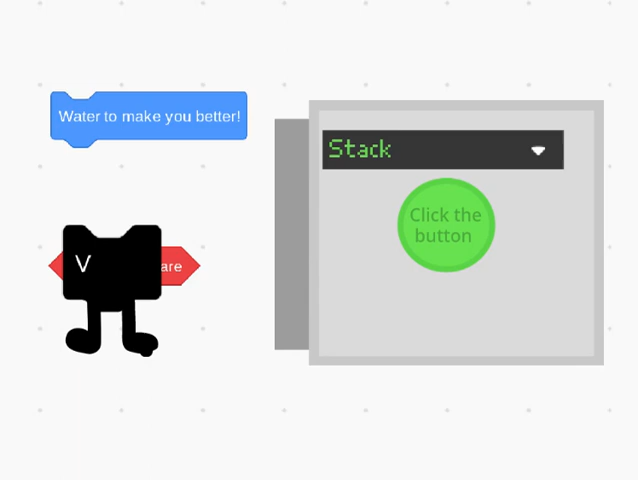 Water to make you better!
Stack
Click the
button
V
are